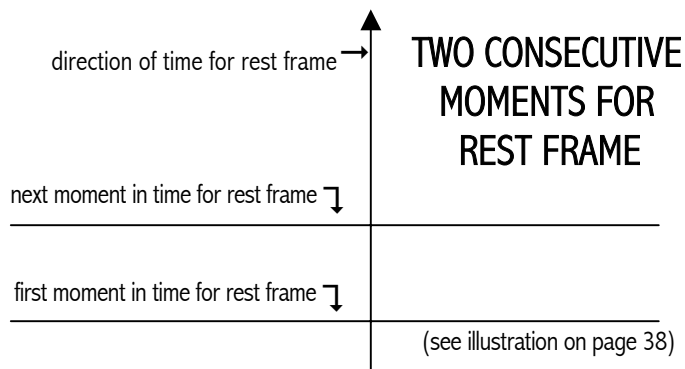 direction of time for rest frame
TWO CONSECUTIVE
MOMENTS FOR
REST FRAME
next moment in time for rest frame
first moment in time for rest frame
(see illustration on page 38)